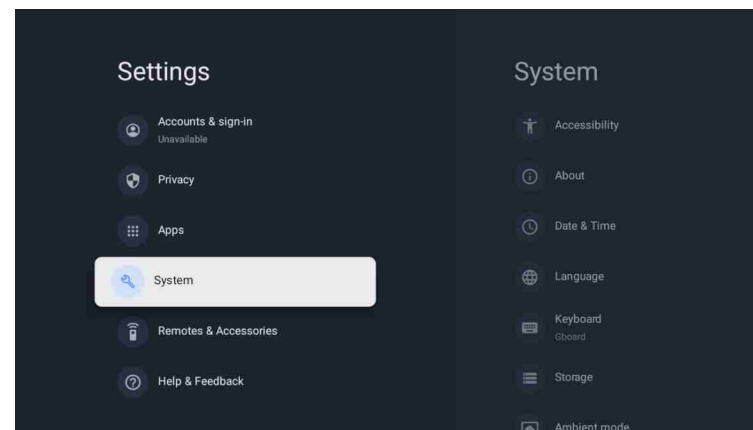 Settings
Accounts & sign-in
Unavailable
Privacy
Apps
System
Remotes & Accessories
Help & Feedback
System
Accessibility
About
Date & Time
Language
Keyboard
Gboard
Storage
Ambient mode